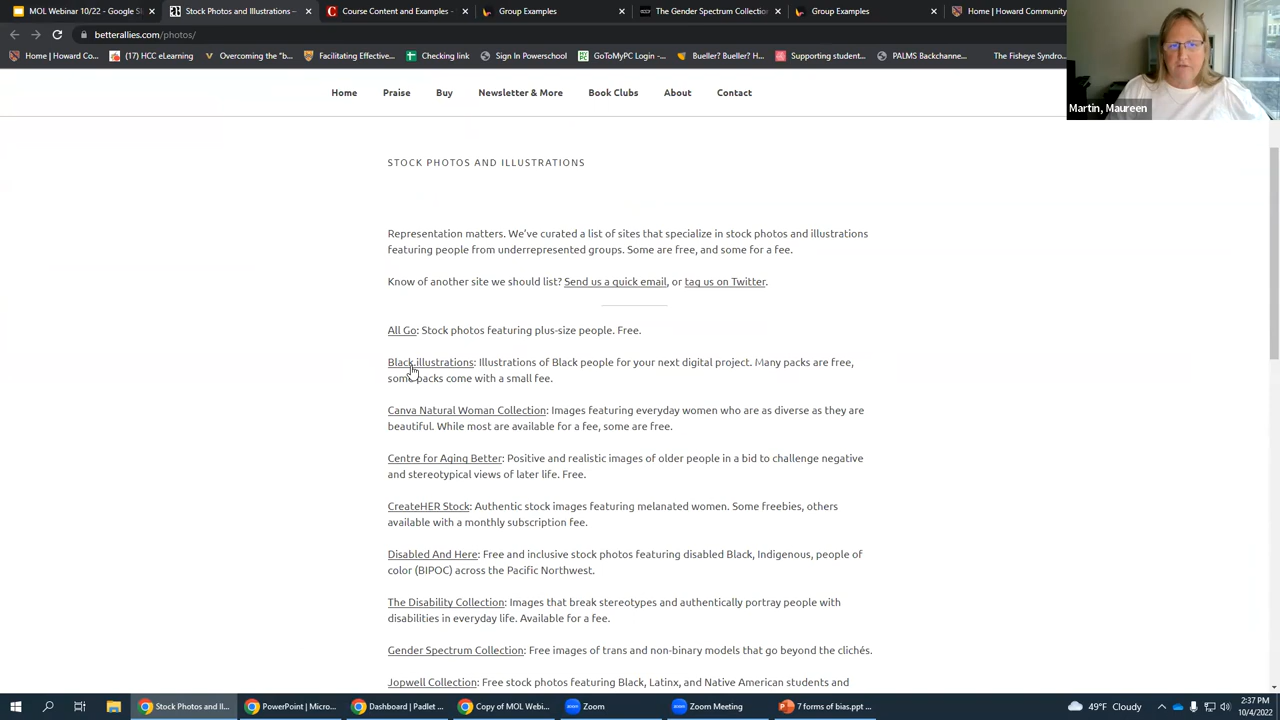 MOL Webinar 10/22 - Google S
Stock Photos and Illustrations –
Course Content and Examples -
Group Examples
The Gender Spectrum Collection
Group Examples
Home | Howard Community
betterallies.com/photos/
Home | Howard Co...
(17) HCC eLearning
Overcoming the "b...
Facilitating Effective...
Checking link
Sign In Powerschool
GoToMyPC Login -...
Bueller? Bueller? H...
Supporting student...
PALMS Backchanne...
The Fisheye Syndro...
Martin, Maureen
Home Praise Buy Newsletter & More Book Clubs About Contact
STOCK PHOTOS AND ILLUSTRATIONS
Representation matters. We've curated a list of sites that specialize in stock photos and illustrations
featuring people from underrepresented groups. Some are free, and some for a fee.
Know of another site we should list? Send us a quick email, or tag us on Twitter.
All Go: Stock photos featuring plus-size people. Free.
Black illustrations: Illustrations of Black people for your next digital project. Many packs are free,
some packs come with a small fee.
Canva Natural Woman Collection: Images featuring everyday women who are as diverse as they are
beautiful. While most are available for a fee, some are free.
Centre for Aging Better: Positive and realistic images of older people in a bid to challenge negative
and stereotypical views of later life. Free.
CreateHER Stock: Authentic stock images featuring melanated women. Some freebies, others
available with a monthly subscription fee.
Disabled And Here: Free and inclusive stock photos featuring disabled Black, Indigenous, people of
color (BIPOC) across the Pacific Northwest.
The Disability Collection: Images that break stereotypes and authentically portray people with
disabilities in everyday life. Available for a fee.
Gender Spectrum Collection: Free images of trans and non-binary models that go beyond the clichés.
Jopwell Collection: Free stock photos featuring Black, Latinx, and Native American students and
Stock Photos and Il...
PowerPoint | Micro...
Dashboard | Padlet ...
Copy of MOL Webi...
Zoom
Zoom Meeting
7 forms of bias.ppt ...
49°F Cloudy
2:37 PM
10/4/2022